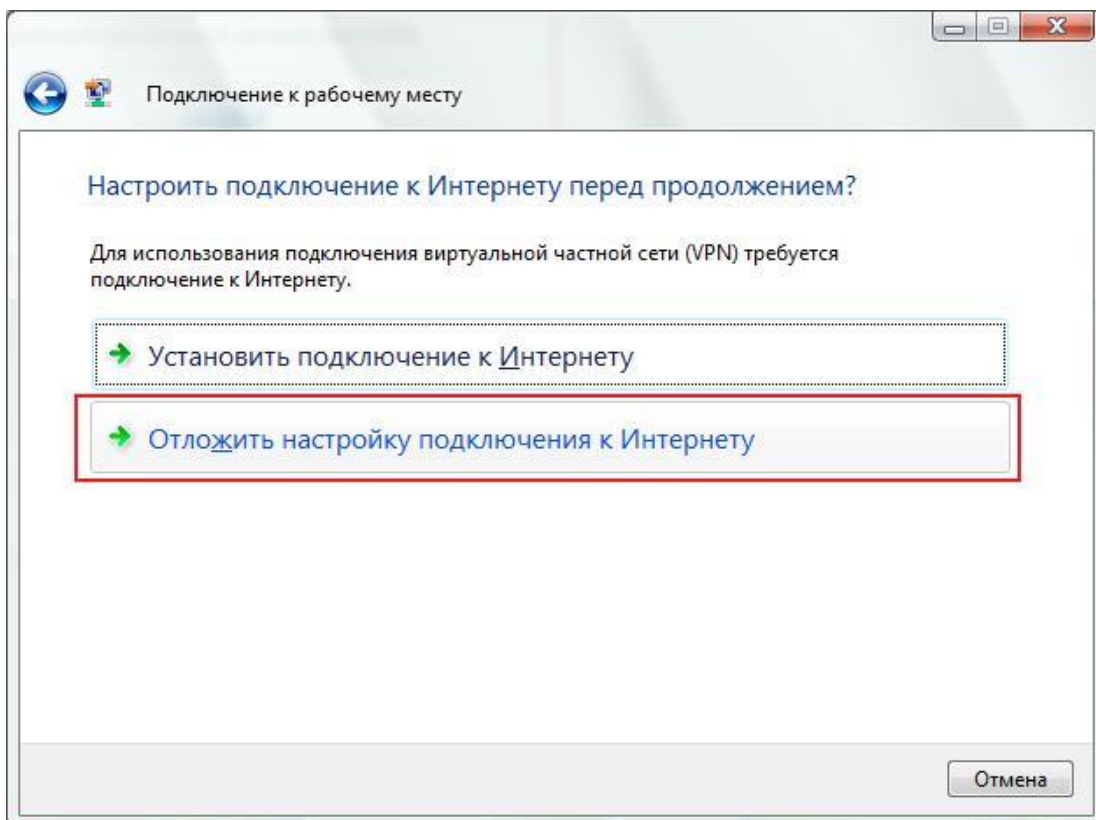 Подключение к рабочему месту
Настроить подключение к Интернету перед продолжением?
Для использования подключения виртуальной частной сети (VPN) требуется
подключение к Интернету.
Установить подключение к Интернету
Отложить настройку подключения к Интернету
Отмена